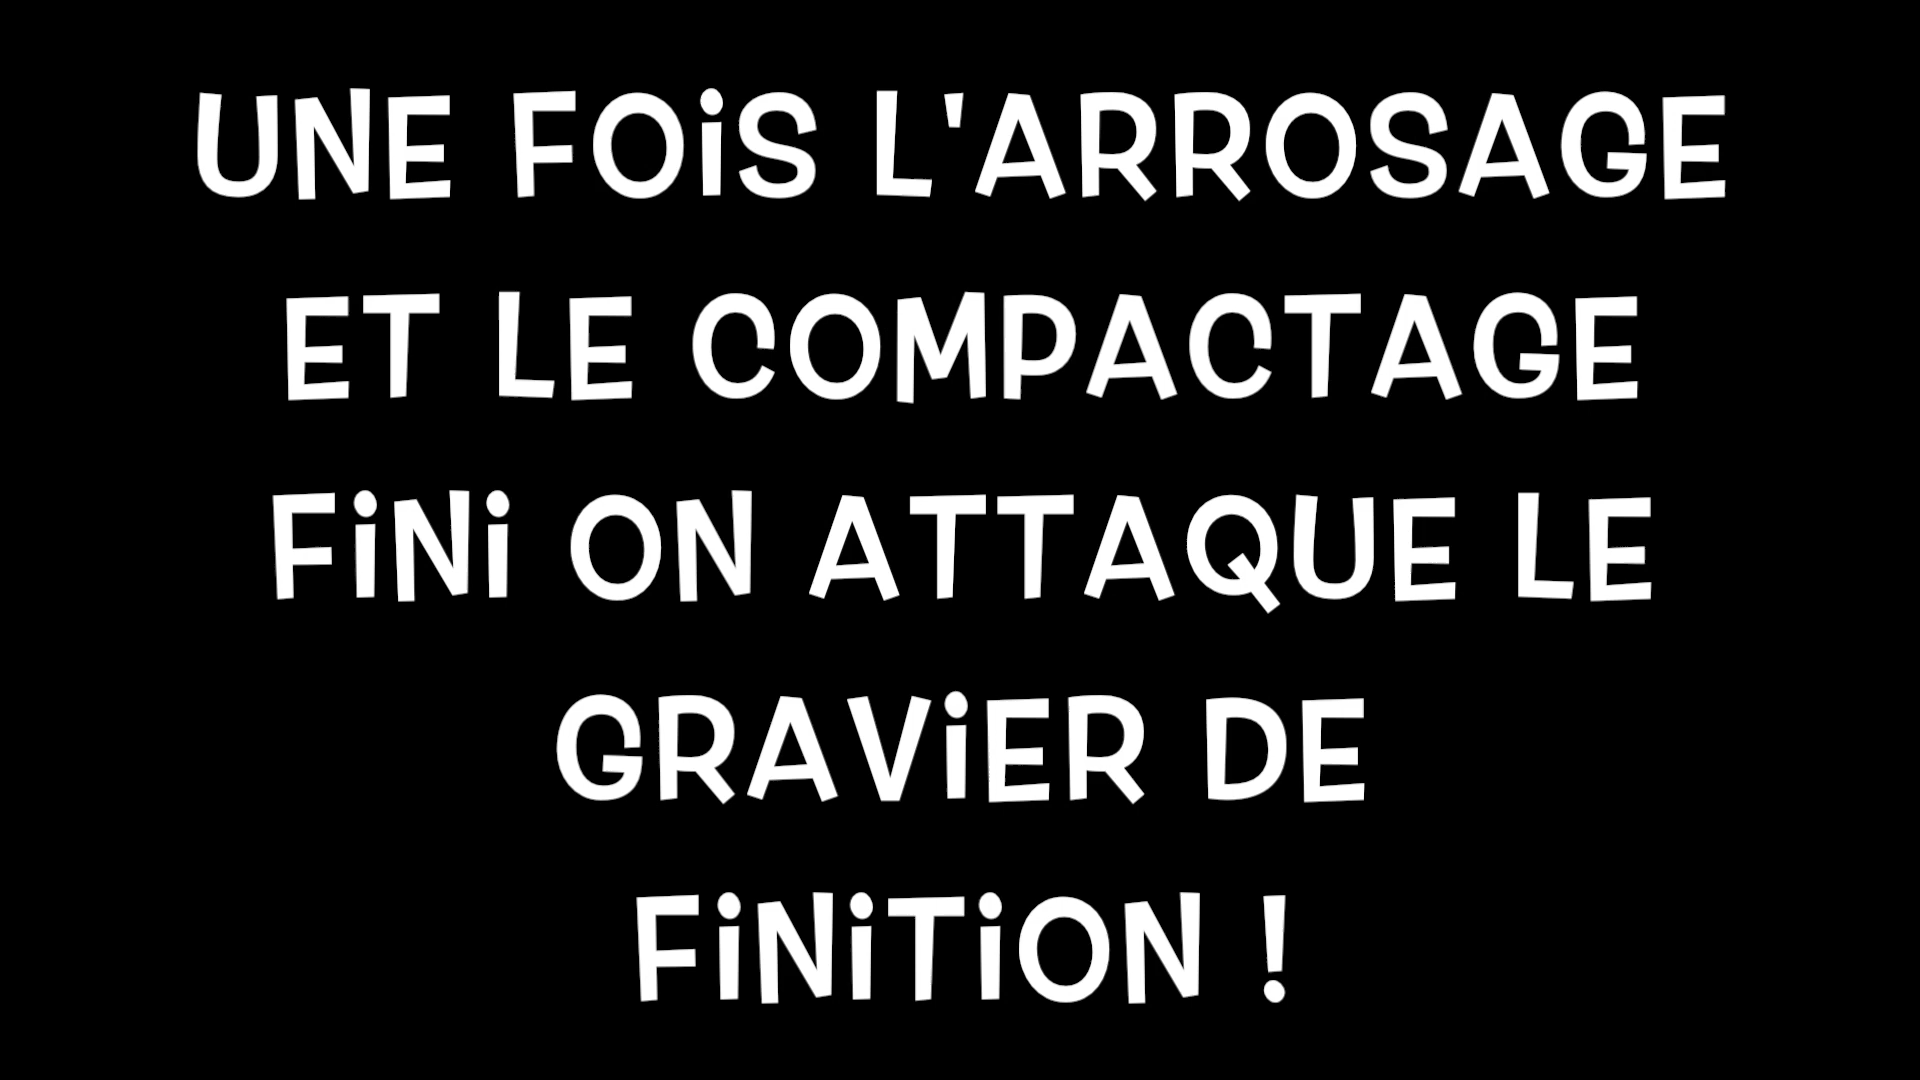 UNE FOIS L'ARROSAGE
ET LE COMPACTAGE
FINI ON ATTAQUE LE
GRAVIER DE
FINITION !